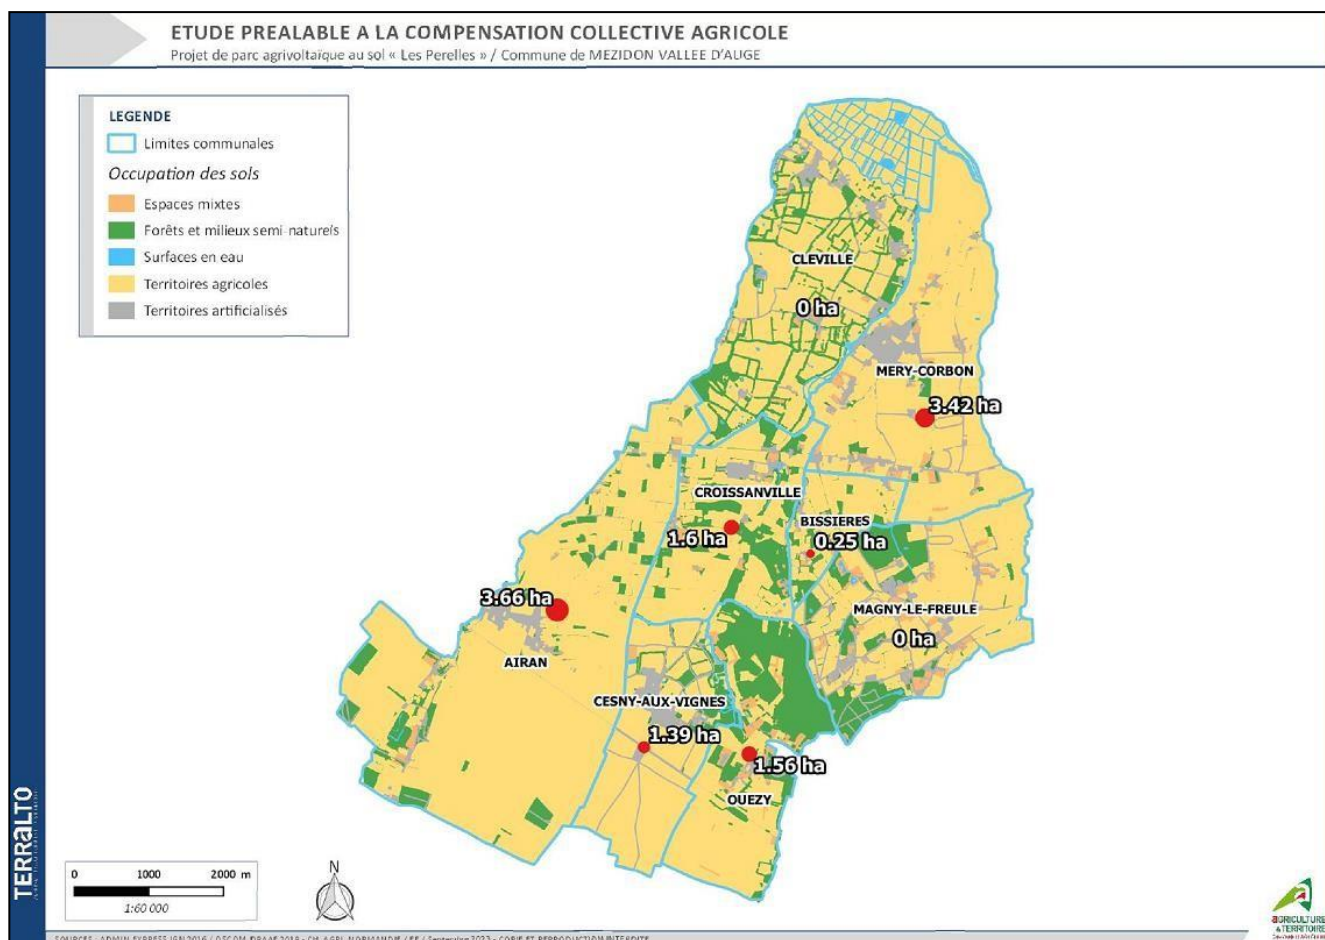 ETUDE PREALABLE A LA COMPENSATION COLLECTIVE AGRICOLE
Projet de parc agrivoltaïque au sol « Les Perelles » / Commune de MEZIDON VALLEE D'AUGE
LEGENDE
Limites communales
Occupation des sols
Espaces mixtes
Forêts et milieux semi-naturels
Surfaces en eau
Territoires agricoles
Territoires artificialisés
CLEVILLE
0 ha
MERY-CORBON
3.42 ha
CROISSANVILLE
1.6 ha
BISSIERES
0.25 ha
3.66 ha
AIRAN
MAGNY-LE-FREULE
0 ha
CESNY-AUX-VIGNES
1.39 ha
1.56 ha
OUEZY
TERRALTO
0 1000 2000 m
1:60 000
N
AGRICULTURES
& TERRITOIRES